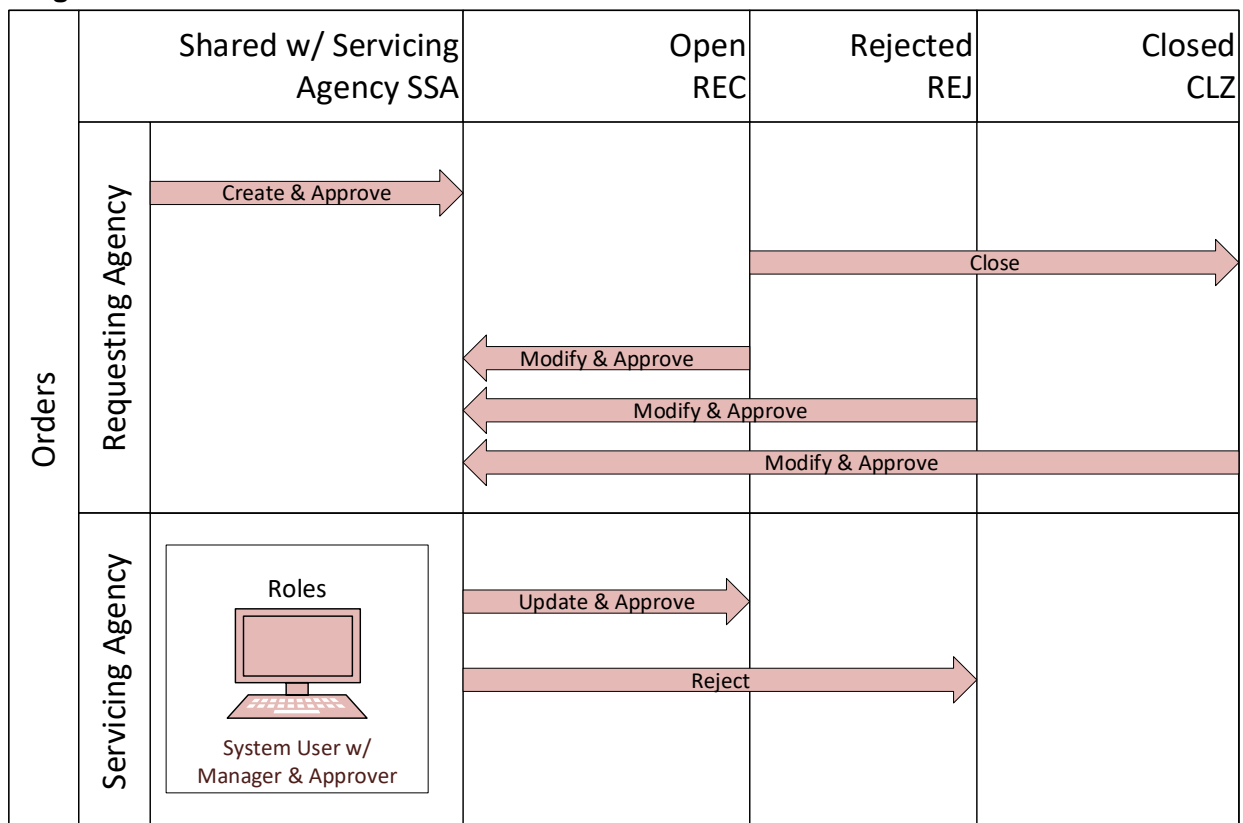 Shared w/ Servicing
Agency SSA
Open
REC
Rejected
REJ
Closed
CLZ
Orders
Requesting Agency
Create & Approve
Close
Modify & Approve
Modify & Approve
Modify & Approve
Servicing Agency
Roles
System User w/
Manager & Approver
Update & Approve
Reject